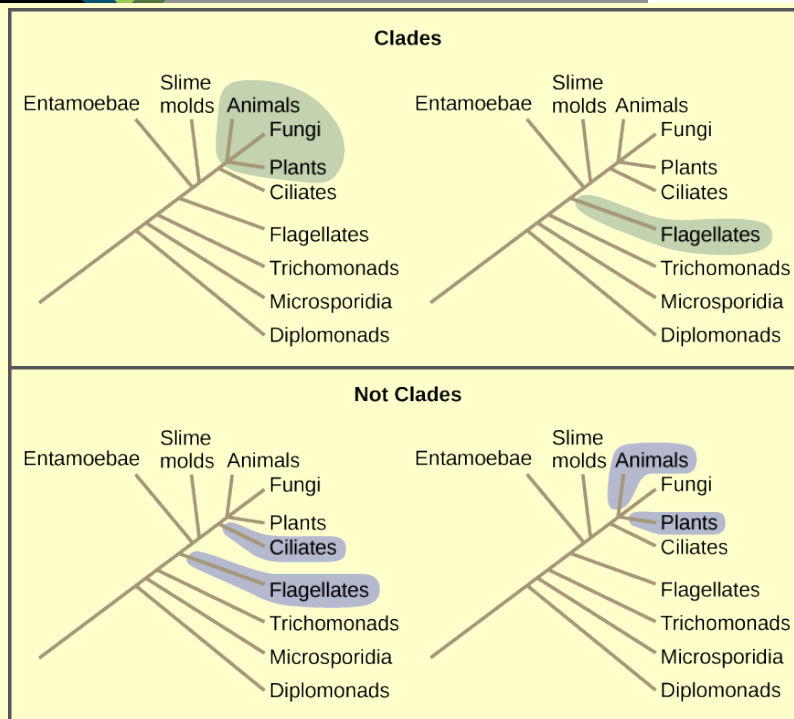 Clades
Entamoebae
Slime
molds
Animals
Fungi
Plants
Ciliates
Flagellates
Trichomonads
Microsporidia
Diplomonads
Entamoebae
Slime
molds
Animals
Fungi
Plants
Ciliates
Flagellates
Trichomonads
Microsporidia
Diplomonads
Not Clades
Entamoebae
Slime
molds
Animals
Fungi
Plants
Ciliates
Flagellates
Trichomonads
Microsporidia
Diplomonads
Entamoebae
Slime
molds
Animals
Fungi
Plants
Ciliates
Flagellates
Trichomonads
Microsporidia
Diplomonads